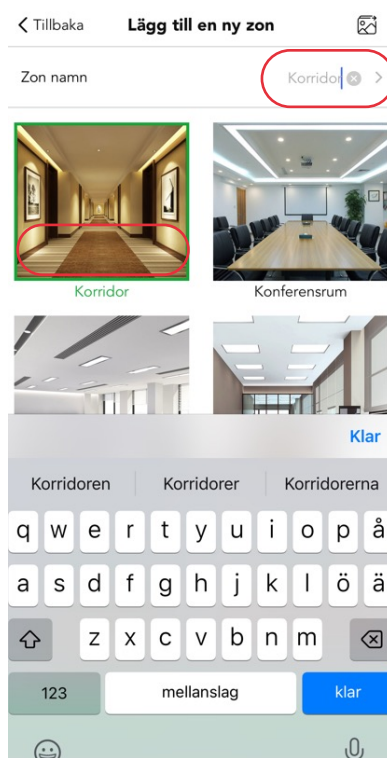 Tillbaka Lägg till en ny zon
Zon namn Korridor
Korridor Konferensrum
Klar
Korridoren Korridorer Korridorerna
q w e r t y u i o p å
a s d f g h j k l ö ä
z x c v b n m
123 mellanslag klar